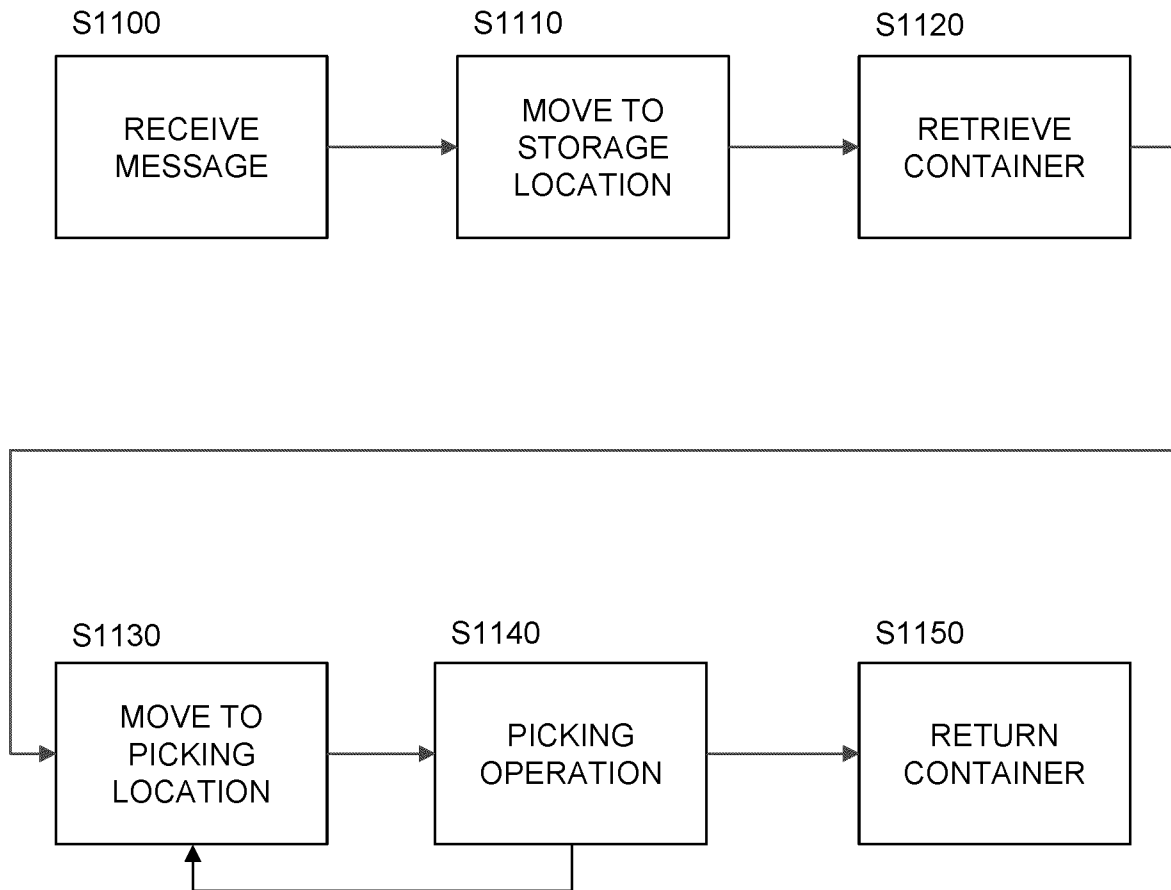 S1100
RECEIVE
MESSAGE
S1110
MOVE TO
STORAGE
LOCATION
S1120
RETRIEVE
CONTAINER
S1130
MOVE TO
PICKING
LOCATION
S1140
PICKING
OPERATION
S1150
RETURN
CONTAINER